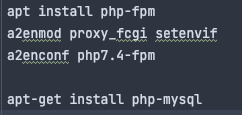 apt install php-fpm
a2enmod proxy_fcgi setenvif
a2enconf php7.4-fpm
apt-get install php-mysql